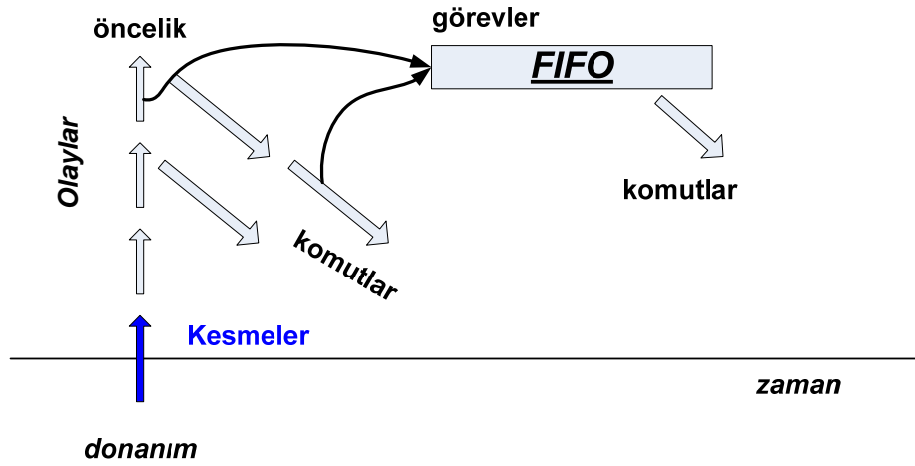 öncelik
görevler
FIFO
Olaylar
komutlar
komutlar
Kesmeler
zaman
donanım